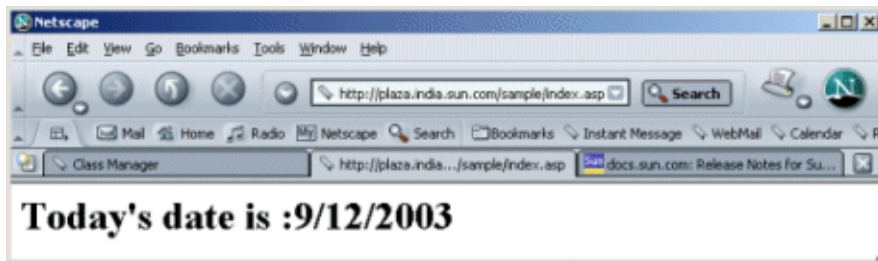 Netscape
File Edit View Go Bookmarks Tools Window Help
http://plaza.india.sun.com/sample/index.asp Search N
Mail Home Radio My Netscape Search Bookmarks Instant Message WebMail Calendar
Class Manager http://plaza.india.../sample/index.asp Sun docs.sun.com: Release Notes for Su...
Today's date is :9/12/2003